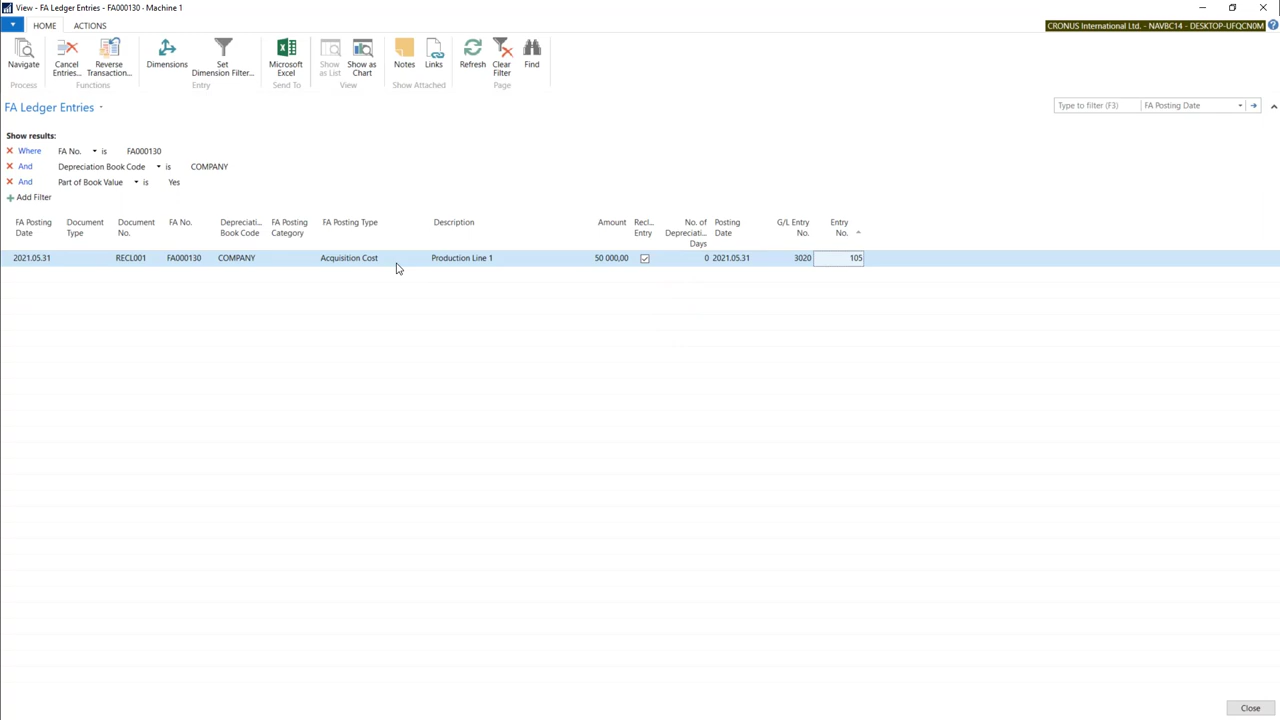 View - FA Ledger Entries - FA000130 · Machine 1
HOME ACTIONS
CRONUS International Ltd. - NAVBC14 - DESKTOP-UFQCN0M
Navigate
Cancel Entries...
Reverse Transaction...
Dimensions
Set Dimension Filter...
Microsoft Excel
Show as List
Show as Chart
Notes
Links
Refresh
Clear Filter
Find
Process Functions Entry Send To View Show Attached Page
FA Ledger Entries
Type to filter (F3) FA Posting Date
Show results:
Where FA No. is FA000130
And Depreciation Book Code is COMPANY
And Part of Book Value is Yes
Add Filter
FA Posting Date
Document Type
Document No.
FA No.
Depreciati... Book Code
FA Posting Category
FA Posting Type
Description
Amount
Recl... Entry
No. of Depreciati... Days
Posting Date
G/L Entry No.
Entry No.
2021.05.31 RECL001 FA000130 COMPANY Acquisition Cost Production Line 1 50 000,00 0 2021.05.31 3020 105
Close